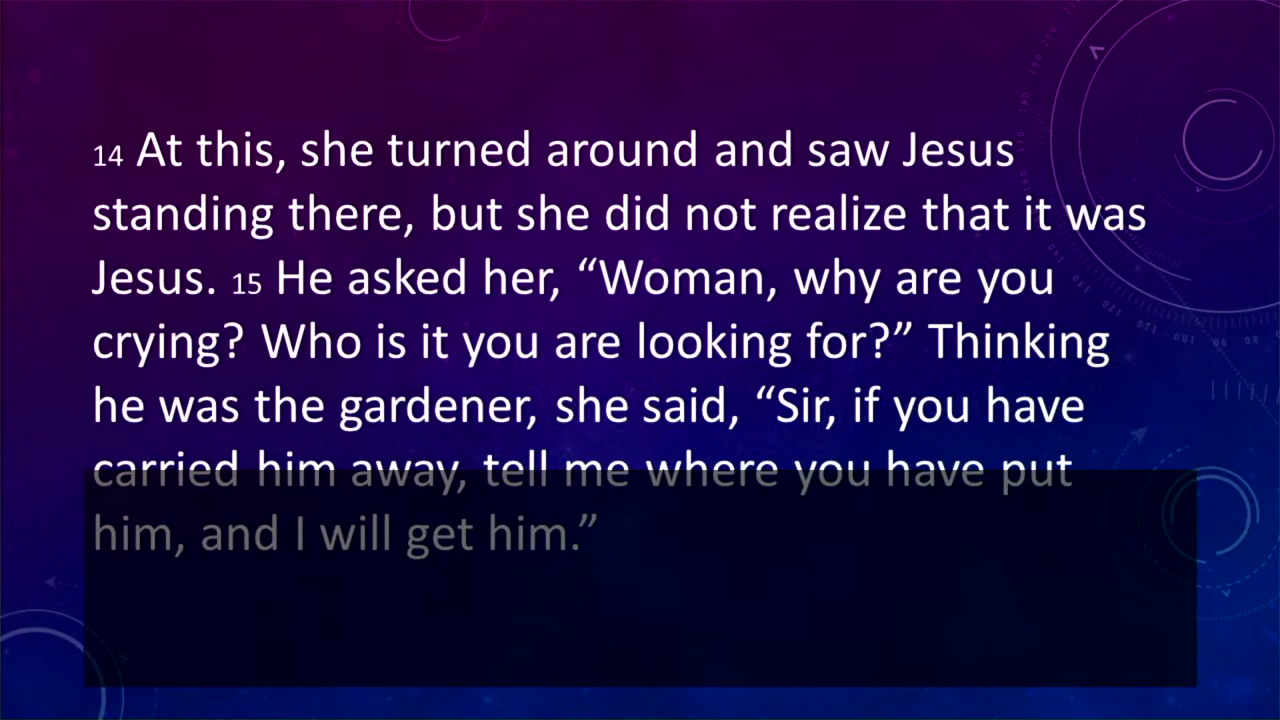 14 At this, she turned around and saw Jesus
standing there, but she did not realize that it was
Jesus. 15 He asked her, “Woman, why are you
crying? Who is it you are looking for?” Thinking
he was the gardener, she said, “Sir, if you have
carried him away, tell me where you have put
him, and I will get him.”